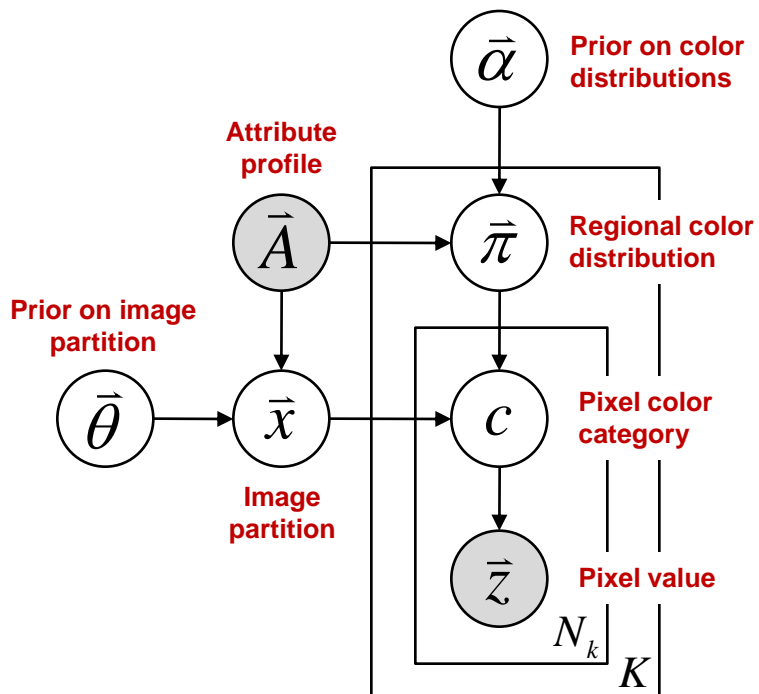 α⃗
Prior on color
distributions
Attribute
profile
A⃗
π⃗
Regional color
distribution
Prior on image
partition
θ⃗
x⃗
c
Pixel color
category
Image
partition
z⃗
Pixel value
N_k
K